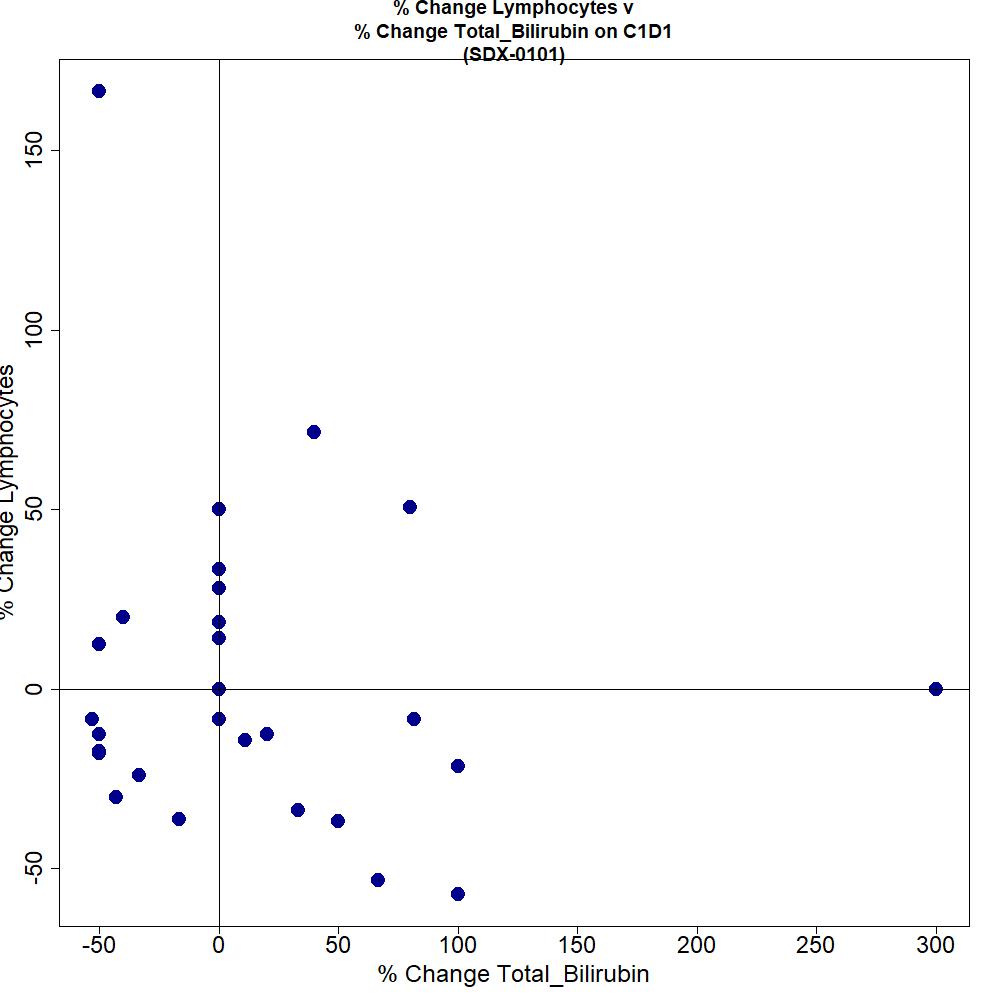 % Change Lymphocytes v
% Change Total_Bilirubin on C1D1
(SDX-0101)
% Change Lymphocytes
150
100
50
0
-50
-50 0 50 100 150 200 250 300
% Change Total_Bilirubin